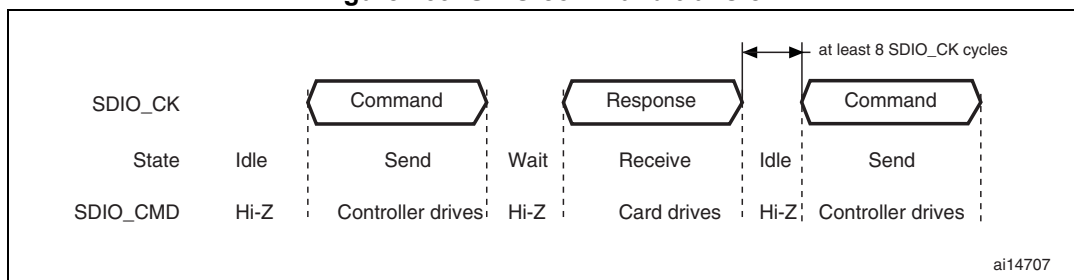 at least 8 SDIO_CK cycles
SDIO_CK Command Response Command
State Idle Send Wait Receive Idle Send
SDIO_CMD Hi-Z Controller drives Hi-Z Card drives Hi-Z Controller drives
ai14707